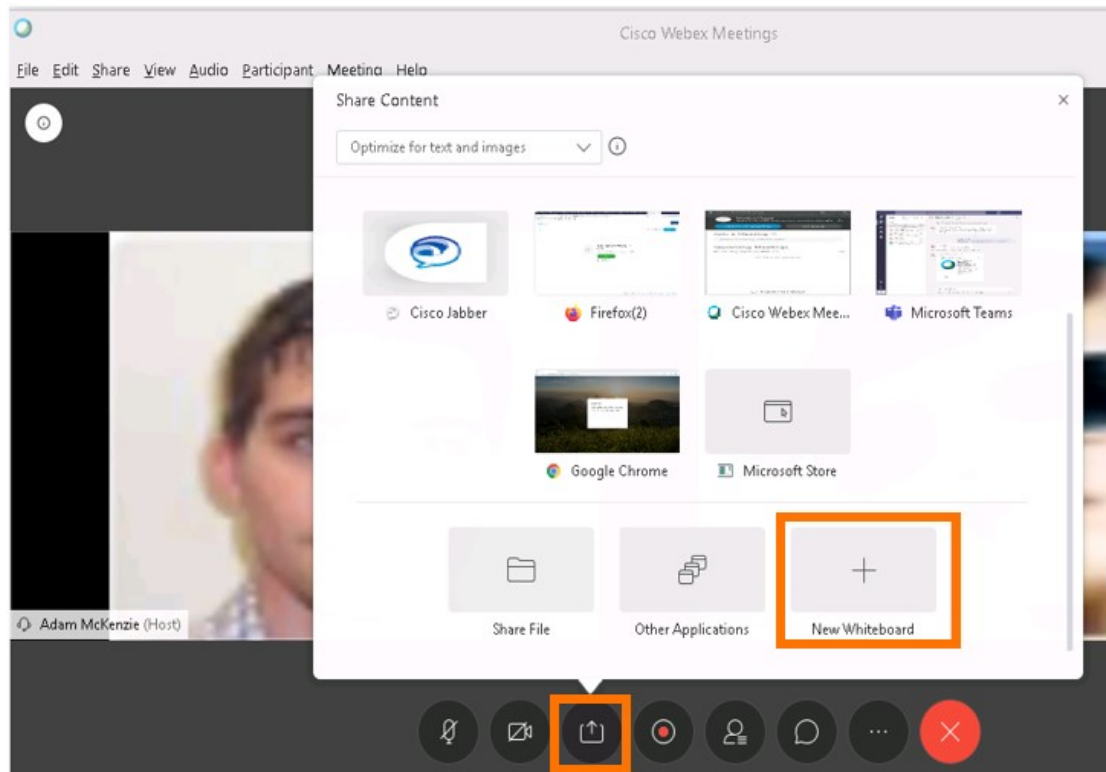 Cisco Webex Meetings
File Edit Share View Audio Participant Meeting Help
Share Content
Optimize for text and images
Cisco Jabber
Firefox(2)
Cisco Webex Mee...
Microsoft Teams
Google Chrome
Microsoft Store
Share File
Other Applications
New Whiteboard
Adam McKenzie (Host)